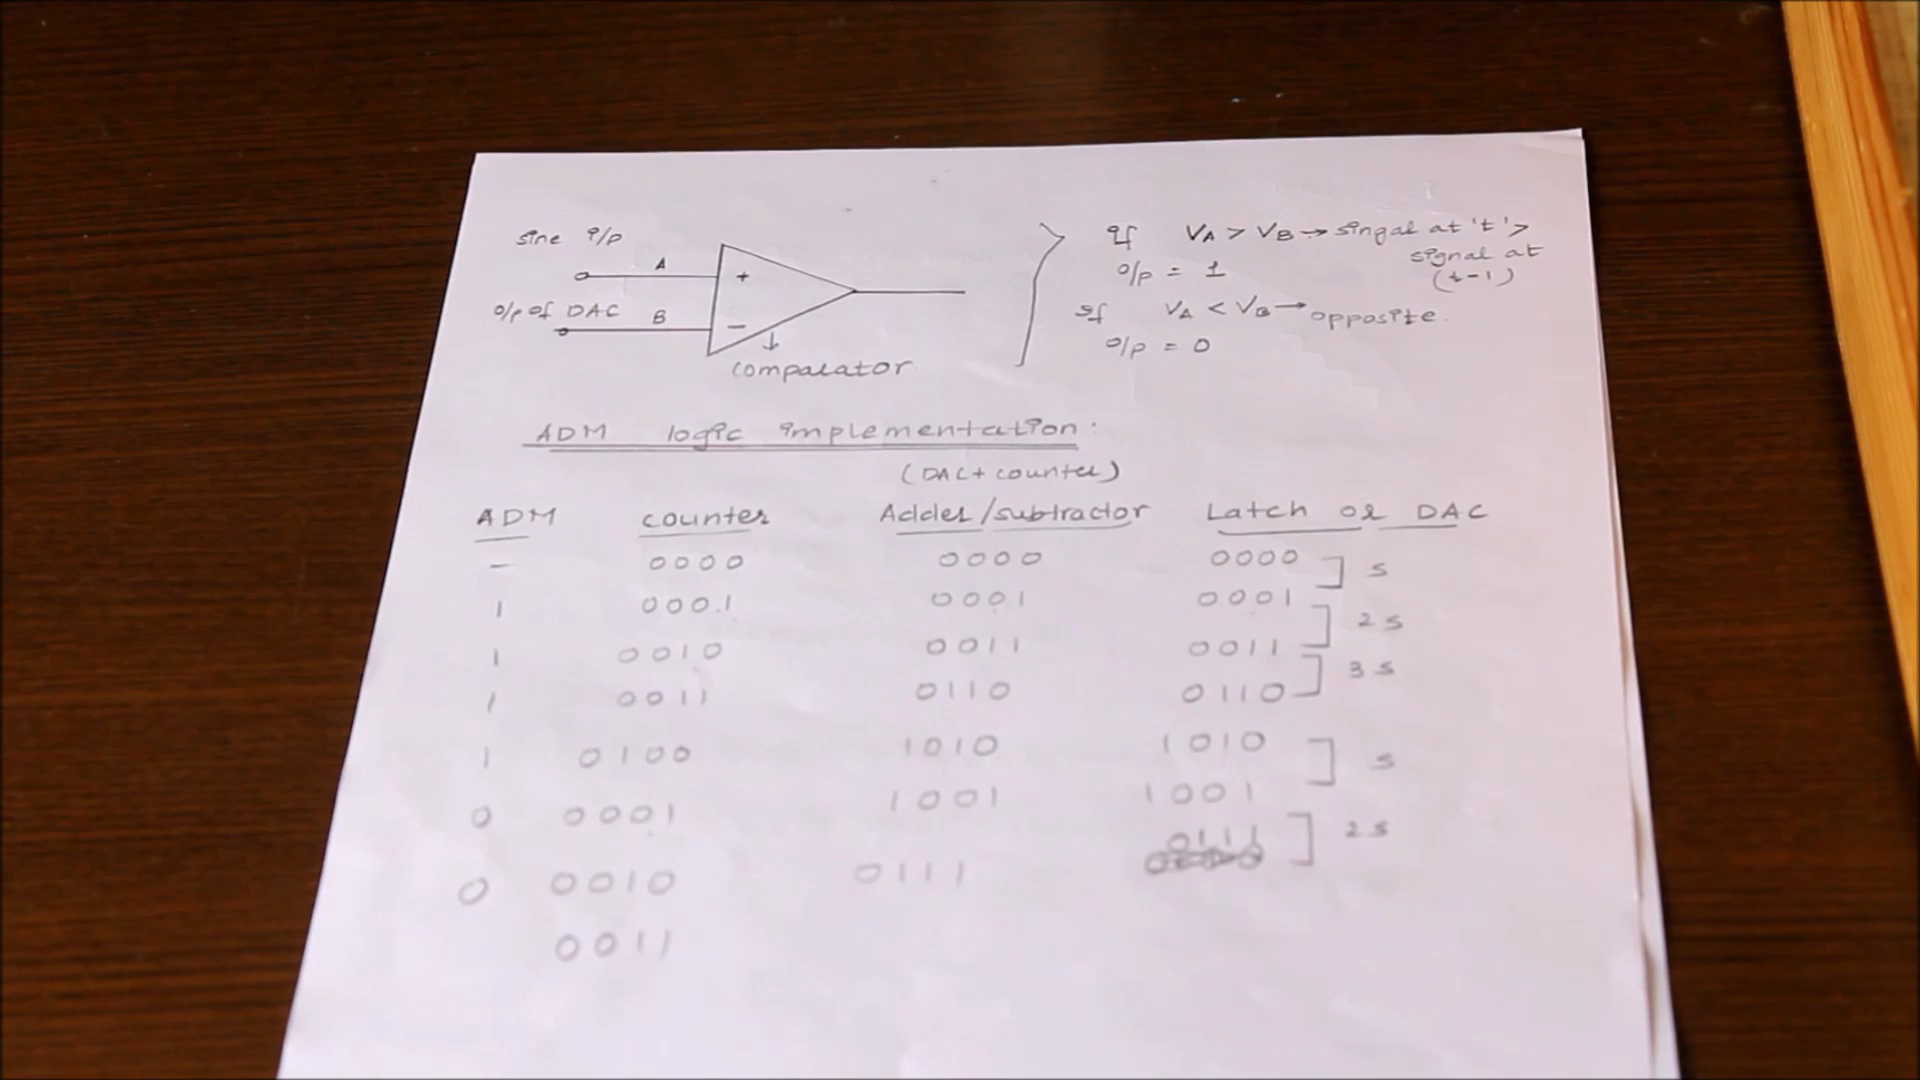 sine i/p
A
+
o/p of DAC B
−
comparator
if VA > VB → singal at 't' >
signal at
(t-1)
o/p = 1
if VA < VB → opposite.
o/p = 0
ADM logic implementation:
(DAC + counter)
ADM counter Adder/subtractor Latch or DAC
— 0000 0000 0000 ] s
1 0001 0001 0001 ] 2s
1 0010 0011 0011 ] 3s
1 0011 0110 0110
1 0100 1010 1010 ] s
0 0001 1001 1001
0 0010 0111 0111 ] 2s
0011